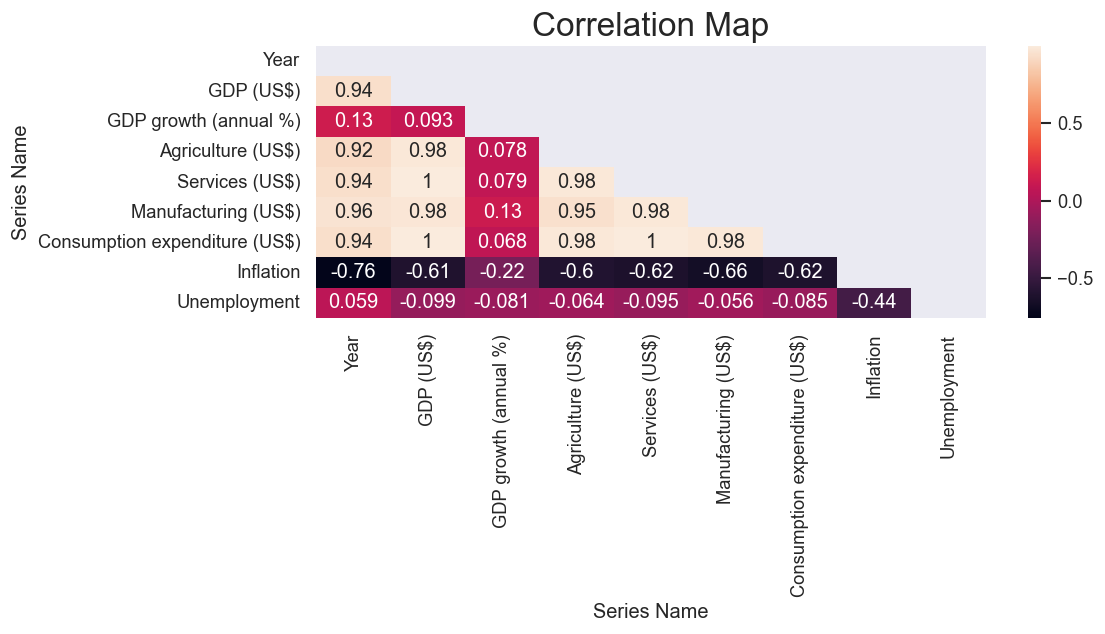 Correlation Map
Year
GDP (US$) 0.94
GDP growth (annual %) 0.13 0.093
Agriculture (US$) 0.92 0.98 0.078
Services (US$) 0.94 1 0.079 0.98
Manufacturing (US$) 0.96 0.98 0.13 0.95 0.98
Consumption expenditure (US$) 0.94 1 0.068 0.98 1 0.98
Inflation -0.76 -0.61 -0.22 -0.6 -0.62 -0.66 -0.62
Unemployment 0.059 -0.099 -0.081 -0.064 -0.095 -0.056 -0.085 -0.44
Series Name
0.5
0.0
−0.5
Year
GDP (US$)
GDP growth (annual %)
Agriculture (US$)
Services (US$)
Manufacturing (US$)
Consumption expenditure (US$)
Inflation
Unemployment
Series Name